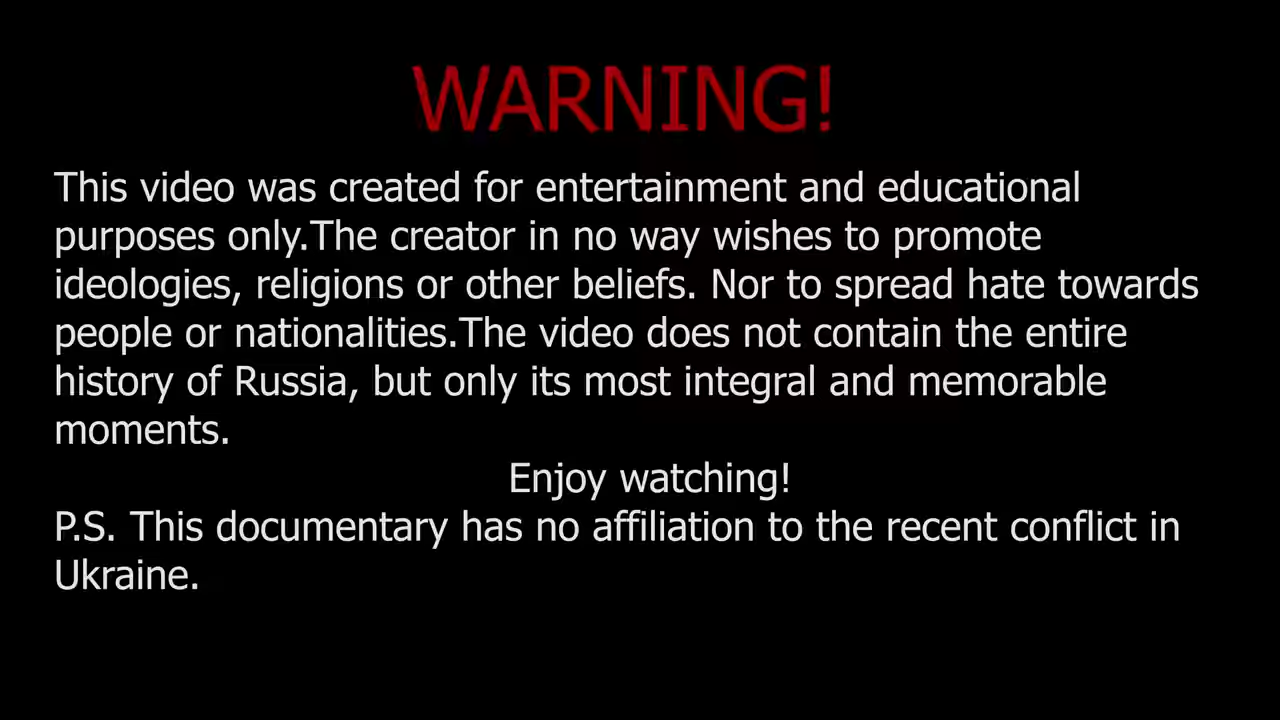 WARNING!
This video was created for entertainment and educational
purposes only.The creator in no way wishes to promote
ideologies, religions or other beliefs. Nor to spread hate towards
people or nationalities.The video does not contain the entire
history of Russia, but only its most integral and memorable
moments.
Enjoy watching!
P.S. This documentary has no affiliation to the recent conflict in
Ukraine.